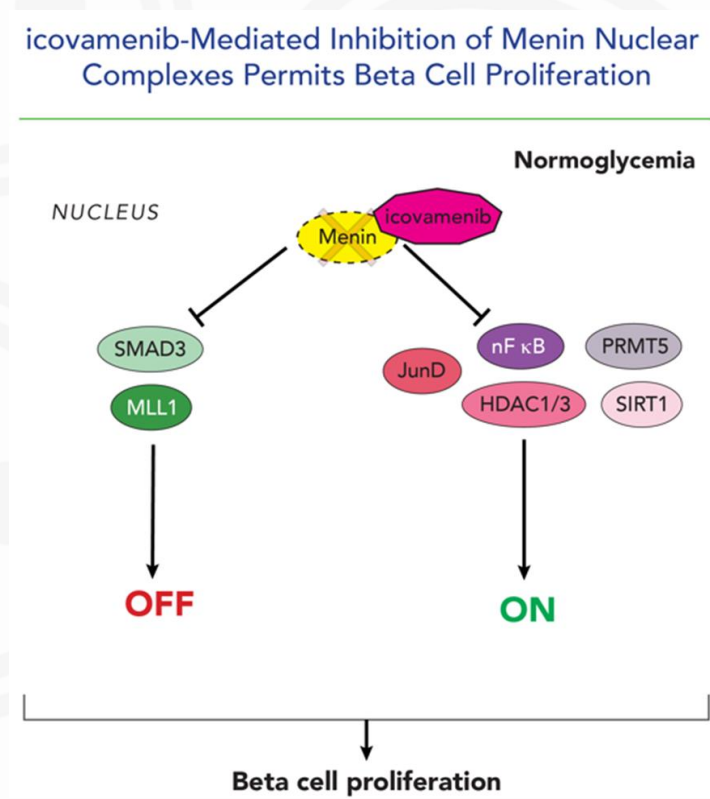 icovamenib-Mediated Inhibition of Menin Nuclear
Complexes Permits Beta Cell Proliferation
Normoglycemia
NUCLEUS
icovamenib
Menin
SMAD3
nF κB
PRMT5
JunD
MLL1
HDAC1/3
SIRT1
OFF
ON
Beta cell proliferation